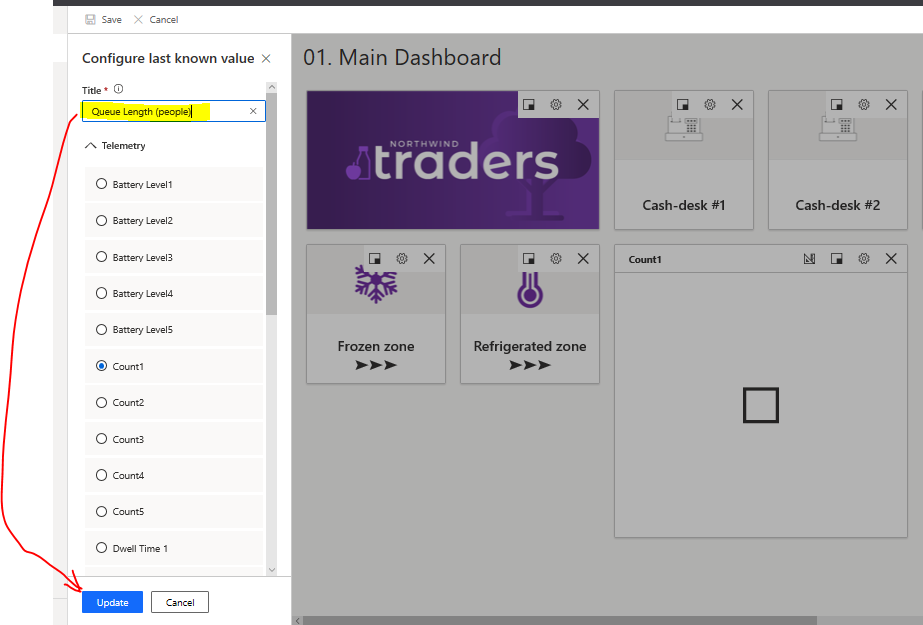 Save Cancel
Configure last known value
01. Main Dashboard
Title *
Queue Length (people)
Telemetry
Battery Level1
Battery Level2
Battery Level3
Battery Level4
Battery Level5
Count1
Count2
Count3
Count4
Count5
Dwell Time 1
Update Cancel
NORTHWIND
traders
Cash-desk #1
Cash-desk #2
Frozen zone
Refrigerated zone
Count1